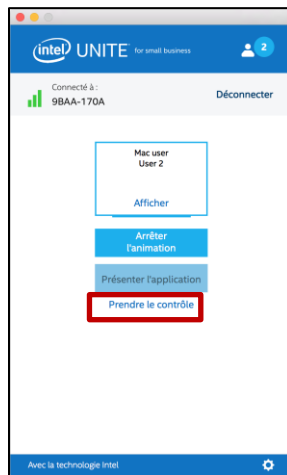 intel UNITE for small business
2
Connecté à :
9BAA-170A
Déconnecter
Mac user
User 2
Afficher
Arrêter
l'animation
Présenter l'application
Prendre le contrôle
Avec la technologie Intel